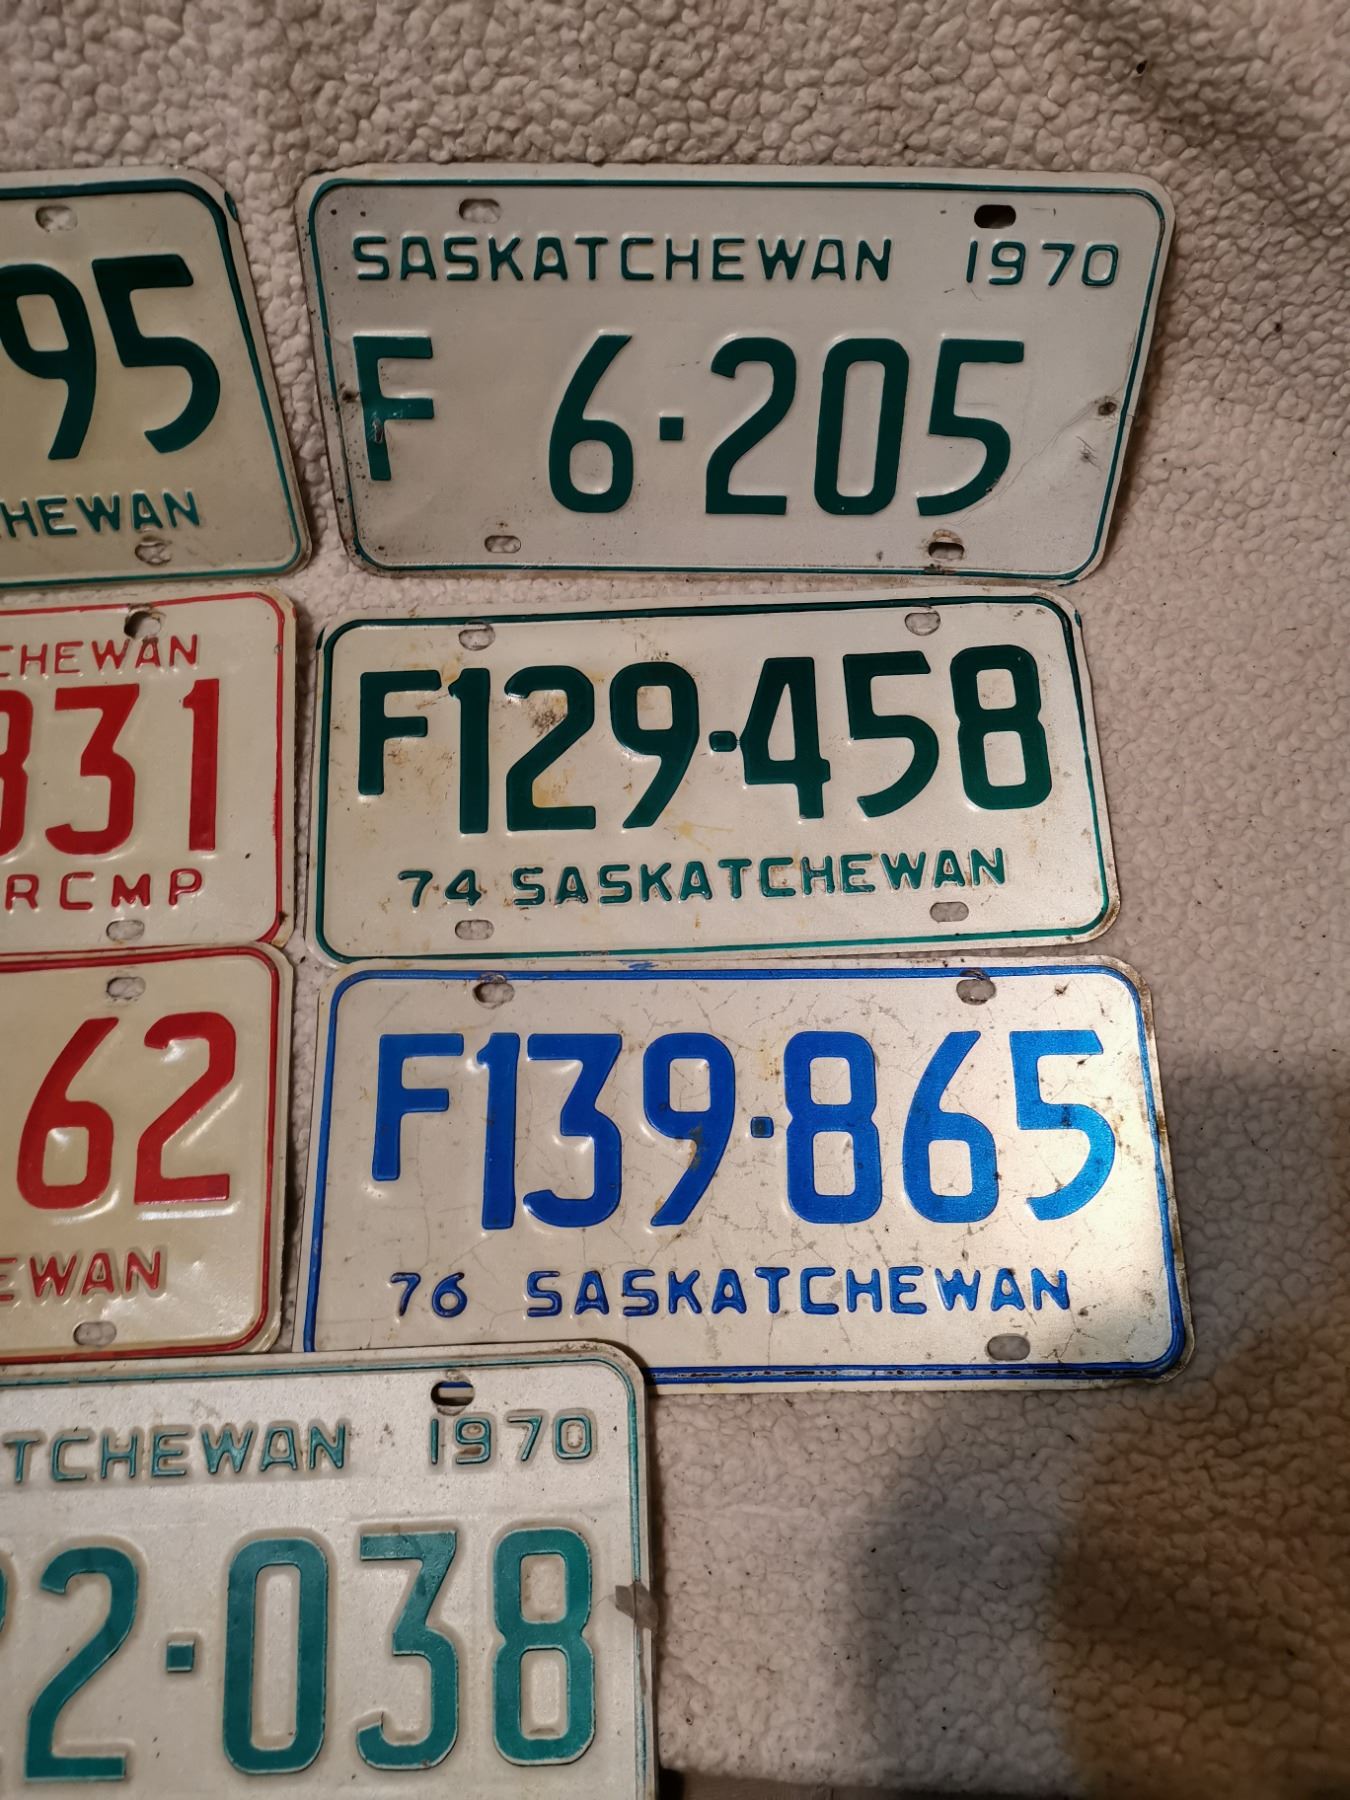 95
HEWAN
SASKATCHEWAN 1970
F 6·205
CHEWAN
331
RCMP
F129·458
74 SASKATCHEWAN
62
EWAN
F139·865
76 SASKATCHEWAN
TCHEWAN 1970
2·038